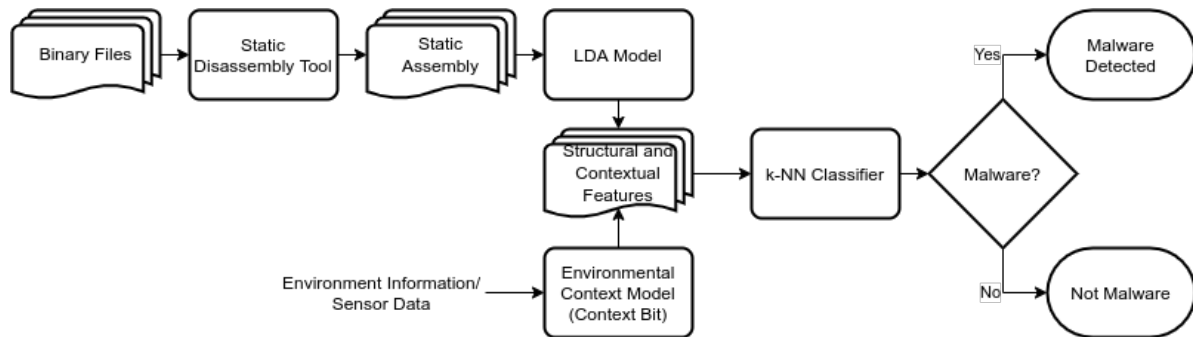 Binary Files
Static
Disassembly Tool
Static
Assembly
LDA Model
Structural and
Contextual
Features
Environment Information/
Sensor Data
Environmental
Context Model
(Context Bit)
k-NN Classifier
Malware?
Yes
Malware
Detected
No
Not Malware